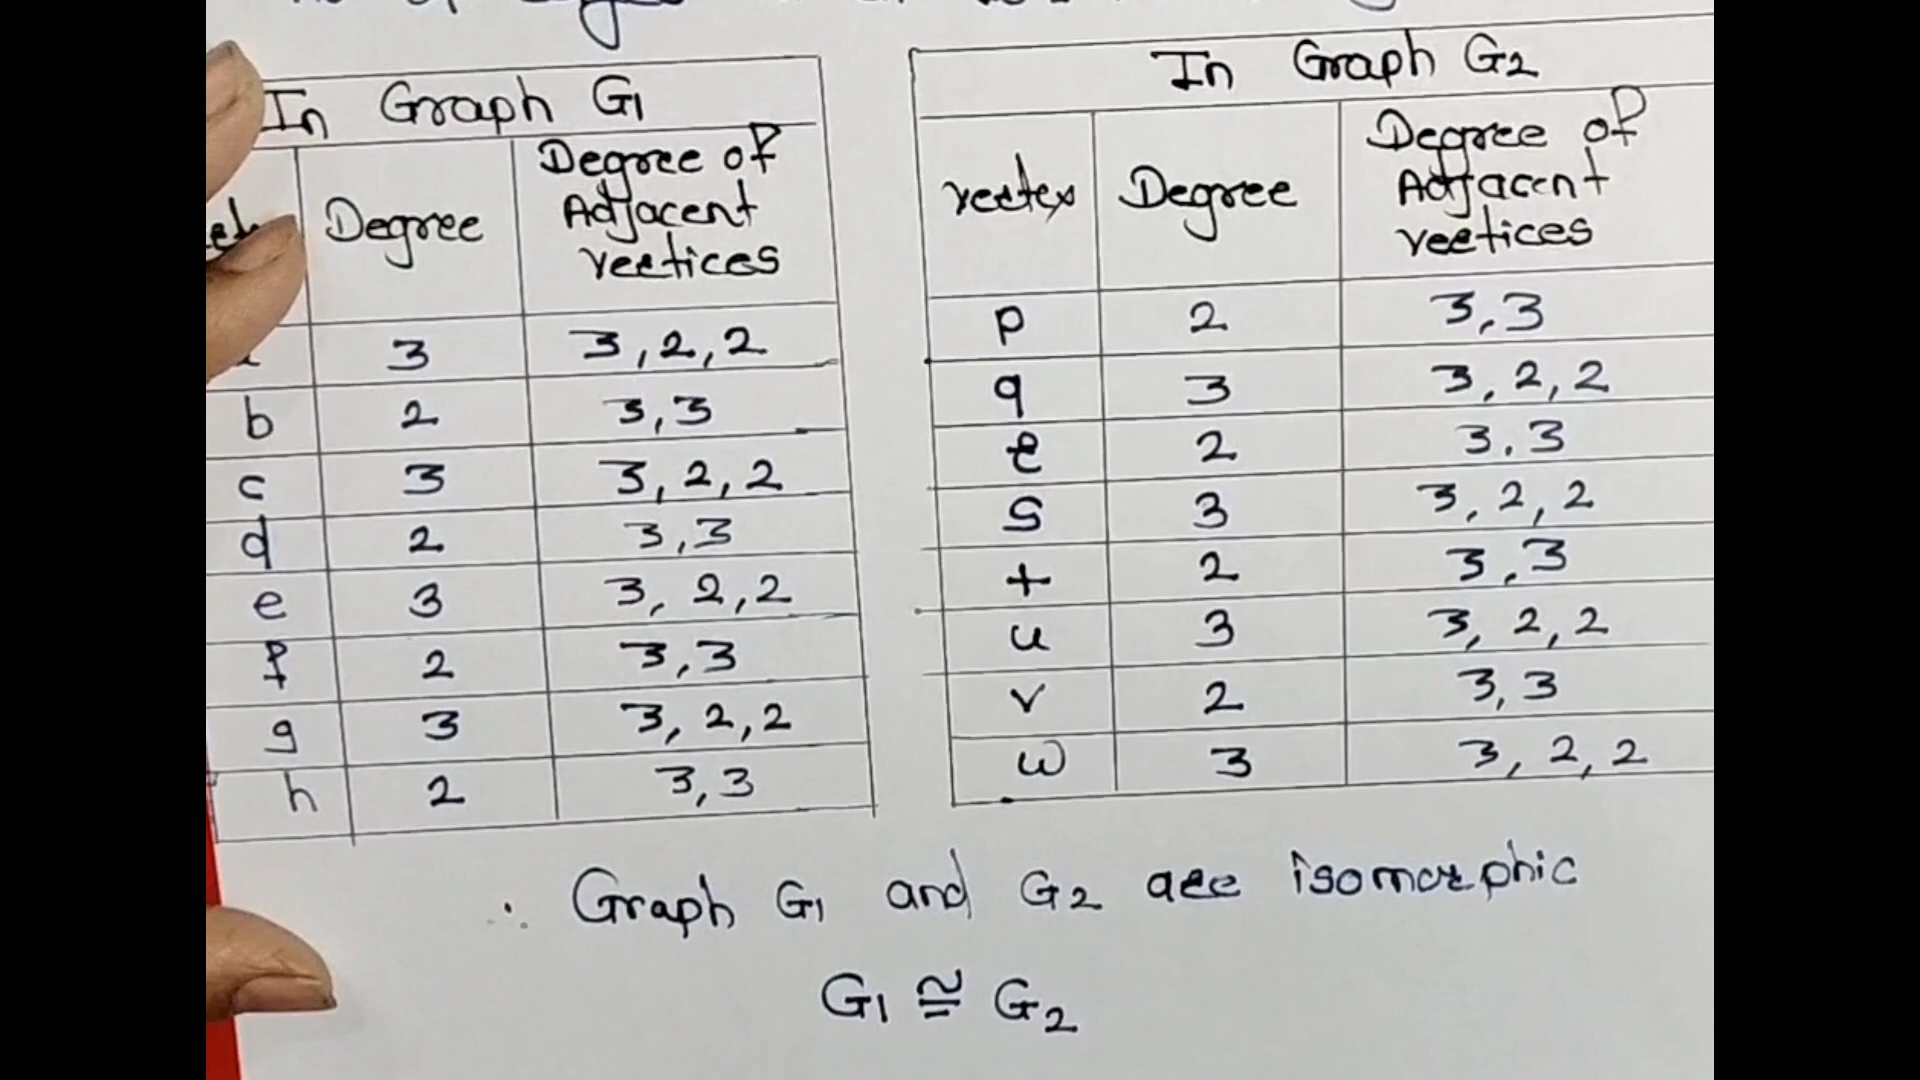 In Graph G1
Degree
Degree of
Adjacent
vertices
3 3,2,2
b 2 3,3
c 3 3,2,2
d 2 3,3
e 3 3, 2,2
f 2 3,3
g 3 3, 2,2
h 2 3,3
In Graph G2
vertex Degree
Degree of
Adjacent
vertices
p 2 3,3
q 3 3, 2, 2
r 2 3,3
s 3 3, 2, 2
t 2 3,3
u 3 3, 2,2
v 2 3,3
w 3 3, 2, 2
∴ Graph G1 and G2 are isomorphic
G1 ≅ G2